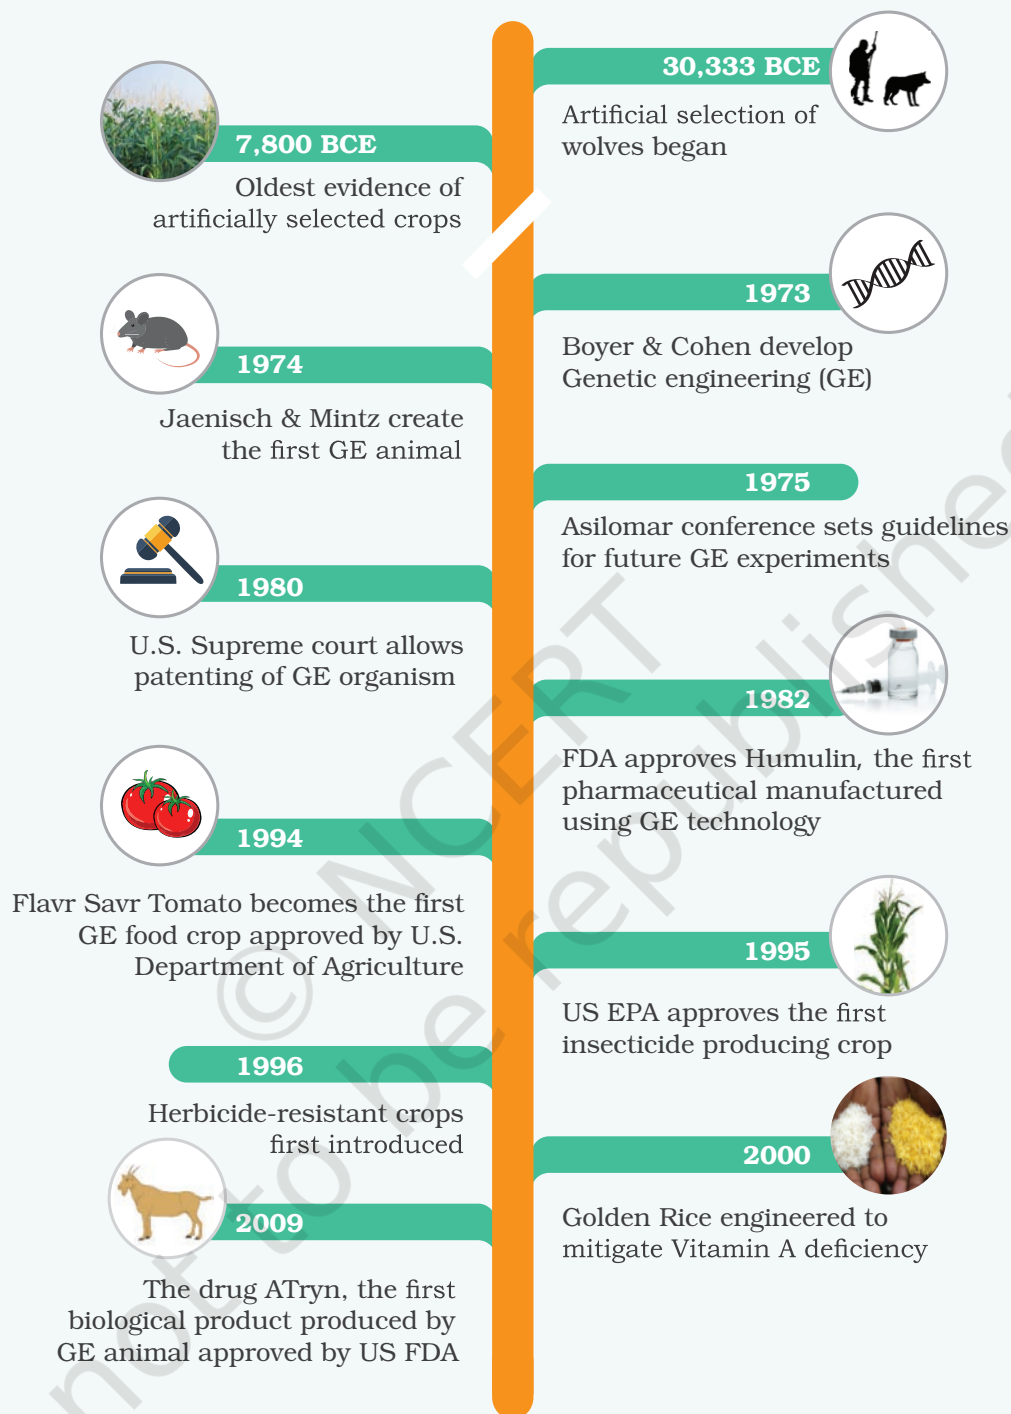 30,333 BCE
Artificial selection of
wolves began
7,800 BCE
Oldest evidence of
artificially selected crops
1973
Boyer & Cohen develop
Genetic engineering (GE)
1974
Jaenisch & Mintz create
the first GE animal
1975
Asilomar conference sets guidelines
for future GE experiments
1980
U.S. Supreme court allows
patenting of GE organism
1982
FDA approves Humulin, the first
pharmaceutical manufactured
using GE technology
1994
Flavr Savr Tomato becomes the first
GE food crop approved by U.S.
Department of Agriculture
1995
US EPA approves the first
insecticide producing crop
1996
Herbicide-resistant crops
first introduced
2000
Golden Rice engineered to
mitigate Vitamin A deficiency
2009
The drug ATryn, the first
biological product produced by
GE animal approved by US FDA
© NCERT
not to be republished